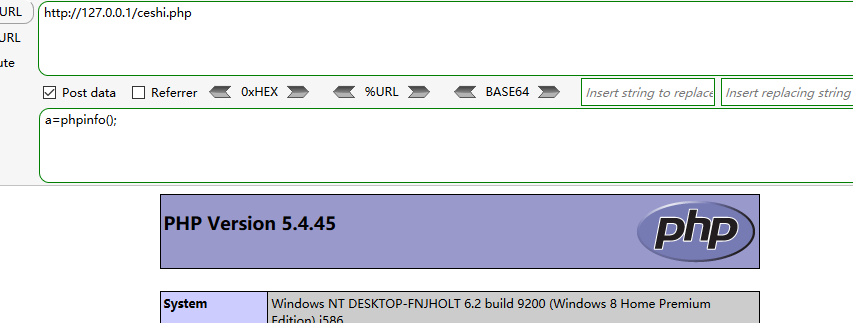 URL
http://127.0.0.1/ceshi.php
URL
ute
Post data Referrer 0xHEX %URL BASE64 Insert string to replace Insert replacing string
a=phpinfo();
PHP Version 5.4.45
php
System Windows NT DESKTOP-FNJHOLT 6.2 build 9200 (Windows 8 Home Premium
Edition) i586